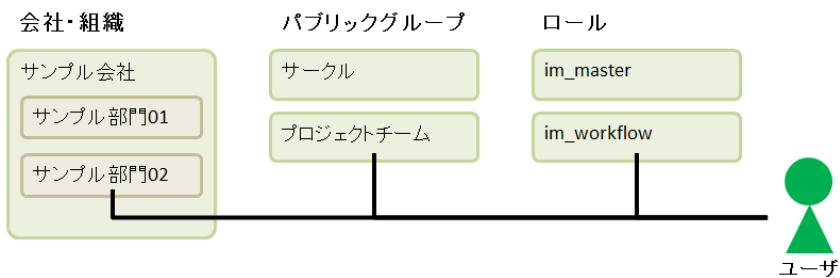 会社・組織
サンプル会社
サンプル部門01
サンプル部門02
パブリックグループ
サークル
プロジェクトチーム
ロール
im_master
im_workflow
ユーザ